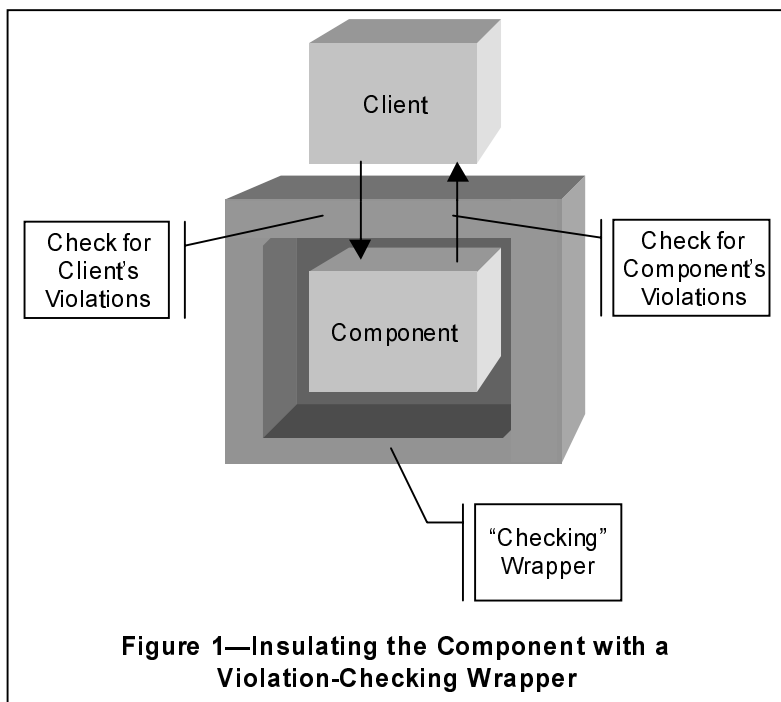 Client
Check for
Client's
Violations
Check for
Component's
Violations
Component
“Checking”
Wrapper
Figure 1—Insulating the Component with a
Violation-Checking Wrapper